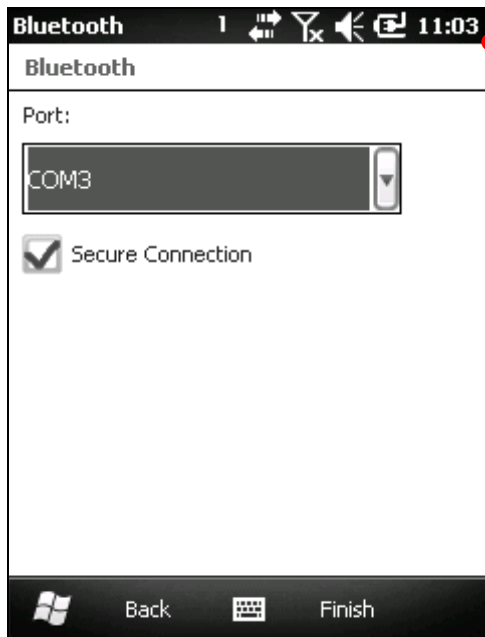 Bluetooth 1 11:03
Bluetooth
Port:
COM3
Secure Connection
Back Finish